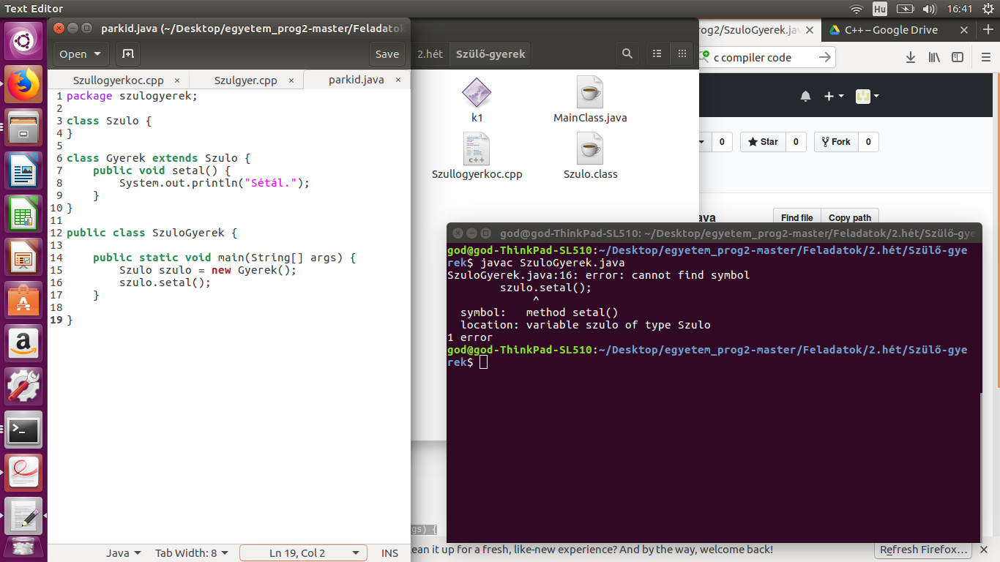 Text Editor
Hu
16:41
parkid.java (~/Desktop/egyetem_prog2-master/Feladatok
Open
Save
Szullogyerkoc.cpp ×
Szulgyer.cpp ×
parkid.java ×
1 package szulogyerek;
2
3 class Szulo {
4 }
5
6 class Gyerek extends Szulo {
7 public void setal() {
8 System.out.println("Sétál.");
9 }
10 }
11
12 public class SzuloGyerek {
13
14 public static void main(String[] args) {
15 Szulo szulo = new Gyerek();
16 szulo.setal();
17 }
18
19 }
Java
Tab Width: 8
Ln 19, Col 2
INS
2.hét
Szülő-gyerek
k1
MainClass.java
c++
Szullogyerkoc.cpp
Szulo.class
rog2/SzuloGyerek.jav
C++ – Google Drive
c compiler code
0
Star
0
Fork
0
ava
Find file
Copy path
god@god-ThinkPad-SL510: ~/Desktop/egyetem_prog2-master/Feladatok/2.hét/Szülő-gye
god@god-ThinkPad-SL510:~/Desktop/egyetem_prog2-master/Feladatok/2.hét/Szülő-gye
rek$ javac SzuloGyerek.java
SzuloGyerek.java:16: error: cannot find symbol
szulo.setal();
^
symbol: method setal()
location: variable szulo of type Szulo
1 error
god@god-ThinkPad-SL510:~/Desktop/egyetem_prog2-master/Feladatok/2.hét/Szülő-gye
rek$
gs) {
ean it up for a fresh, like-new experience? And by the way, welcome back!
Refresh Firefox…